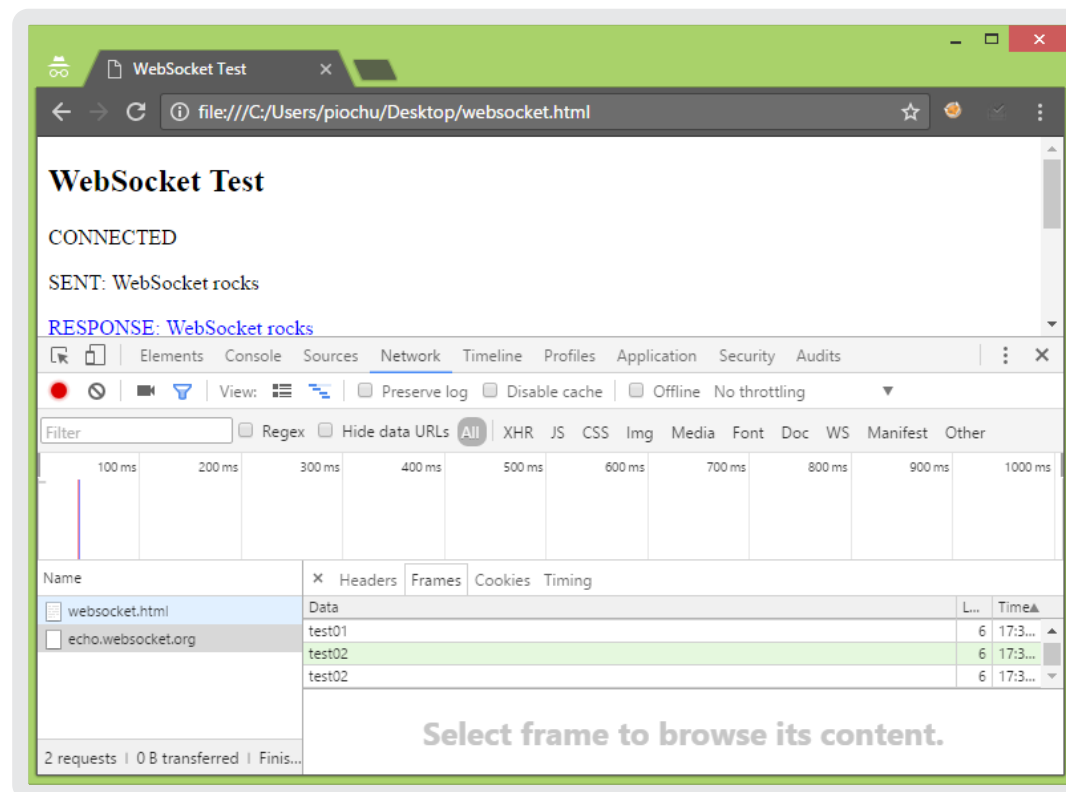 WebSocket Test
file:///C:/Users/piochu/Desktop/websocket.html
WebSocket Test
CONNECTED
SENT: WebSocket rocks
RESPONSE: WebSocket rocks
Elements Console Sources Network Timeline Profiles Application Security Audits
View: Preserve log Disable cache Offline No throttling
Filter Regex Hide data URLs All XHR JS CSS Img Media Font Doc WS Manifest Other
100 ms 200 ms 300 ms 400 ms 500 ms 600 ms 700 ms 800 ms 900 ms 1000 ms
Name Headers Frames Cookies Timing
Data L... Time
websocket.html
echo.websocket.org
test01 6 17:3...
test02 6 17:3...
test02 6 17:3...
Select frame to browse its content.
2 requests | 0 B transferred | Finis...